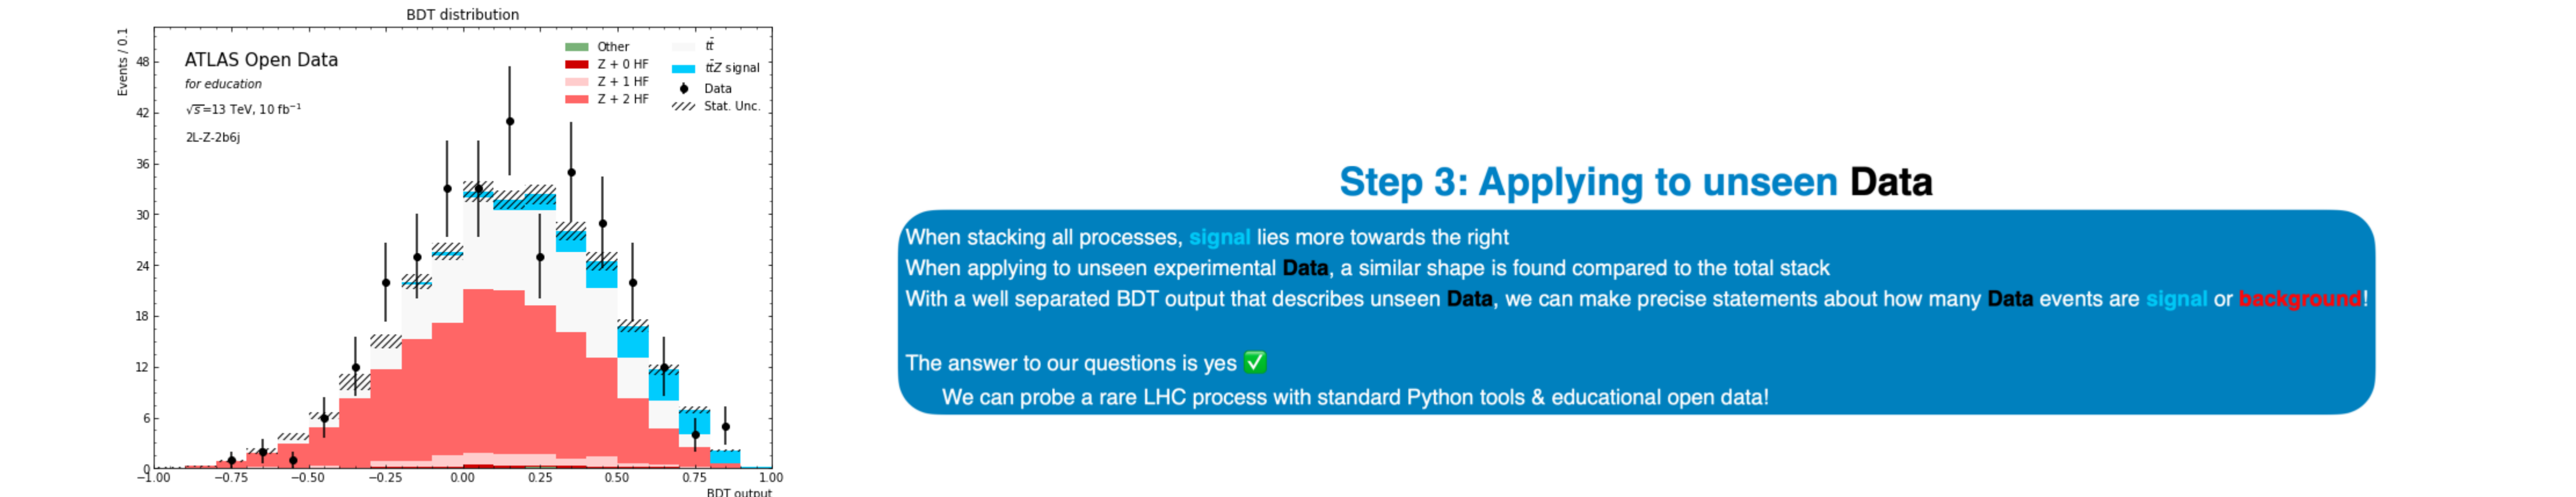 BDT distribution
Events / 0.1
48
42
36
30
24
18
12
6
0
ATLAS Open Data
for education
√s=13 TeV, 10 fb⁻¹
2L-Z-2b6j
Other
Z + 0 HF
Z + 1 HF
Z + 2 HF
tt̄
tt̄Z signal
Data
Stat. Unc.
−1.00 −0.75 −0.50 −0.25 0.00 0.25 0.50 0.75 1.00
BDT output
Step 3: Applying to unseen Data
When stacking all processes, signal lies more towards the right
When applying to unseen experimental Data, a similar shape is found compared to the total stack
With a well separated BDT output that describes unseen Data, we can make precise statements about how many Data events are signal or background!
The answer to our questions is yes ✅
We can probe a rare LHC process with standard Python tools & educational open data!